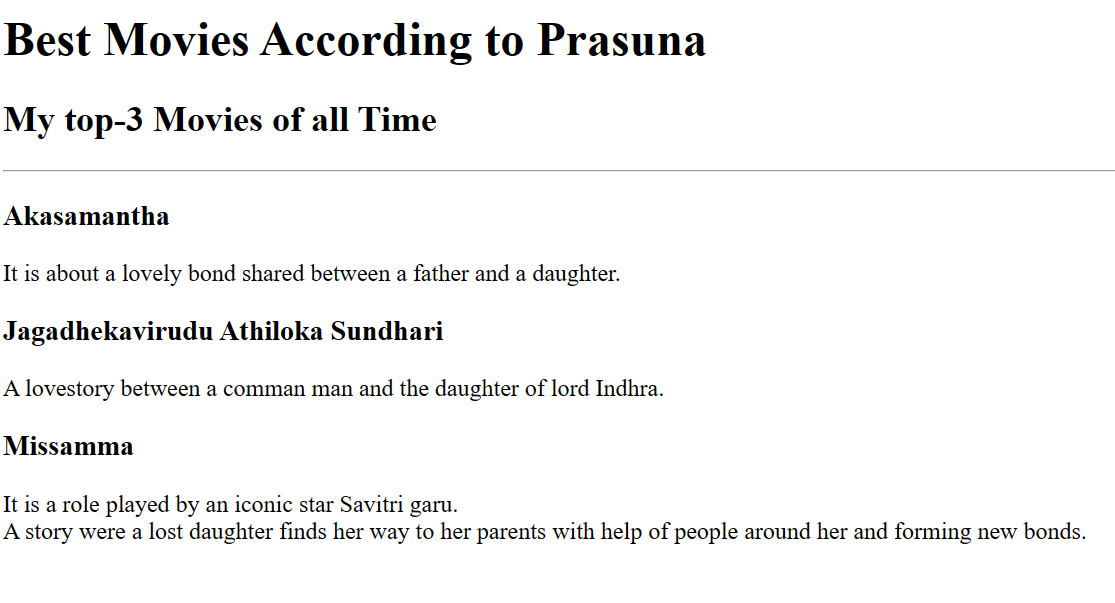 Best Movies According to Prasuna
My top-3 Movies of all Time
Akasamantha
It is about a lovely bond shared between a father and a daughter.
Jagadhekavirudu Athiloka Sundhari
A lovestory between a comman man and the daughter of lord Indhra.
Missamma
It is a role played by an iconic star Savitri garu.
A story were a lost daughter finds her way to her parents with help of people around her and forming new bonds.